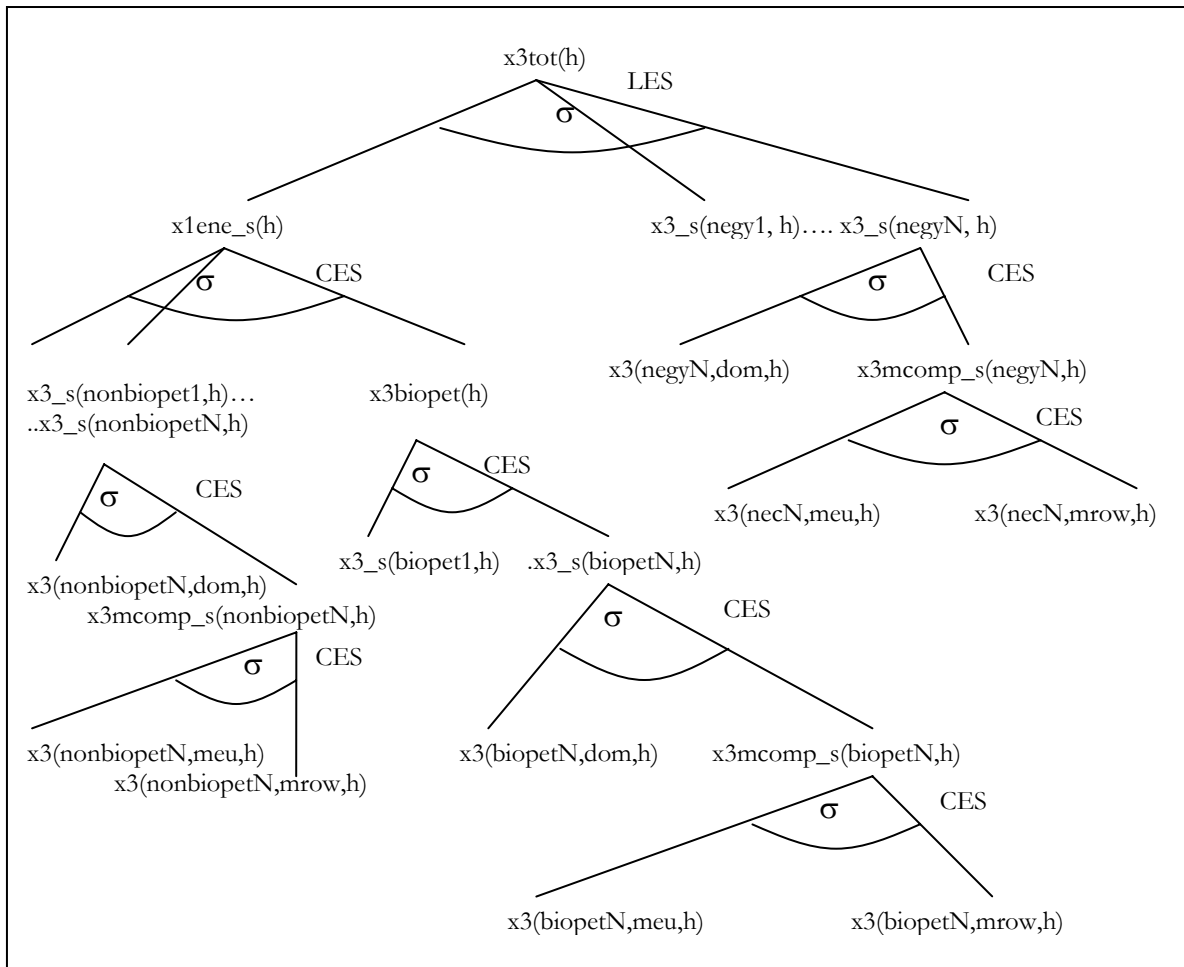 x3tot(h)
LES
σ
x1ene_s(h)
x3_s(negy1, h)…. x3_s(negyN, h)
CES
σ
CES
σ
x3_s(nonbiopet1,h)…
..x3_s(nonbiopetN,h)
x3biopet(h)
x3(negyN,dom,h)
x3mcomp_s(negyN,h)
CES
σ
CES
σ
CES
σ
x3(necN,meu,h)
x3(necN,mrow,h)
x3(nonbiopetN,dom,h)
x3_s(biopet1,h)
.x3_s(biopetN,h)
x3mcomp_s(nonbiopetN,h)
CES
σ
CES
σ
x3(nonbiopetN,meu,h)
x3(nonbiopetN,mrow,h)
x3(biopetN,dom,h)
x3mcomp_s(biopetN,h)
CES
σ
x3(biopetN,meu,h)
x3(biopetN,mrow,h)